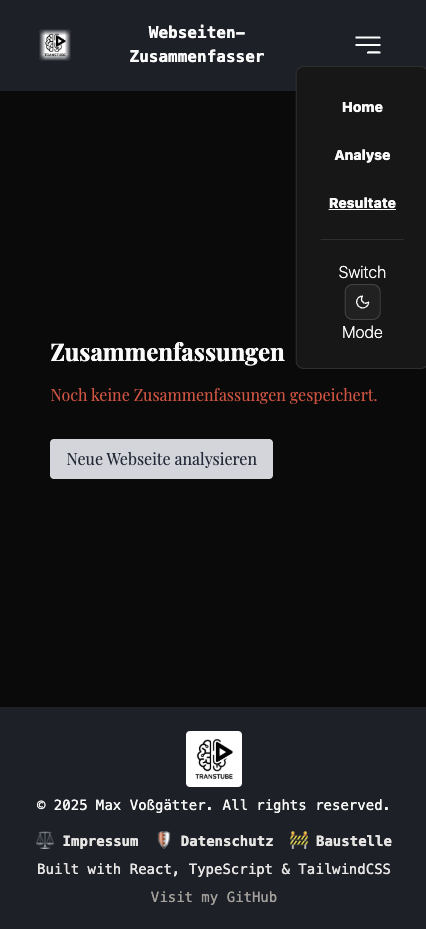 TRANSTUBE
Webseiten-
Zusammenfasser
Home
Analyse
Resultate
Switch
Mode
Zusammenfassungen
Noch keine Zusammenfassungen gespeichert.
Neue Webseite analysieren
TRANSTUBE
© 2025 Max Voßgätter. All rights reserved.
Impressum Datenschutz Baustelle
Built with React, TypeScript & TailwindCSS
Visit my GitHub